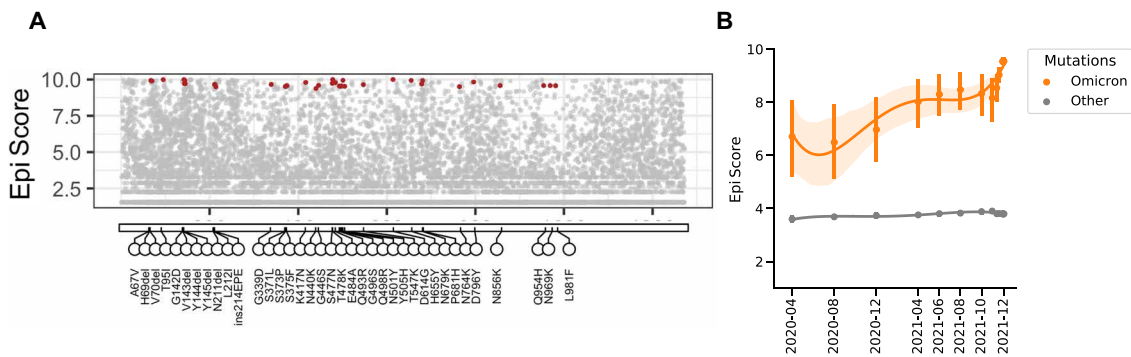 A
Epi Score
10.0
7.5
5.0
2.5
A67V
H69del
V70del
T95I
G142D
V143del
Y144del
Y145del
N211del
L212I
ins214EPE
G339D
S371L
S373P
S375F
K417N
N440K
G446S
S477N
T478K
E484A
Q493R
G496S
Q498R
N501Y
Y505H
T547K
D614G
H655Y
N679K
P681H
N764K
D796Y
N856K
Q954H
N969K
L981F
B
Epi Score
10
8
6
4
2
2020-04
2020-08
2020-12
2021-04
2021-06
2021-08
2021-10
2021-12
Mutations
Omicron
Other